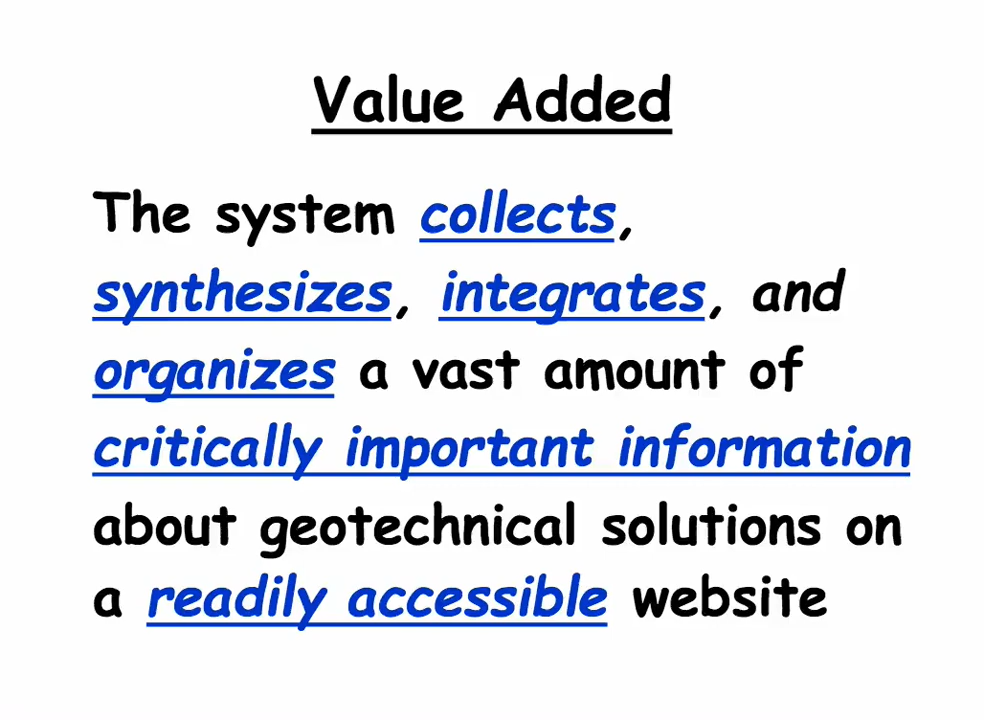 Value Added
The system collects,
synthesizes, integrates, and
organizes a vast amount of
critically important information
about geotechnical solutions on
a readily accessible website